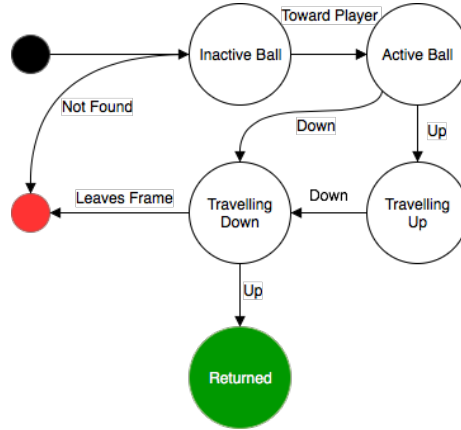 Toward Player
Inactive Ball
Active Ball
Not Found
Down
Up
Leaves Frame
Travelling
Down
Down
Travelling
Up
Up
Returned